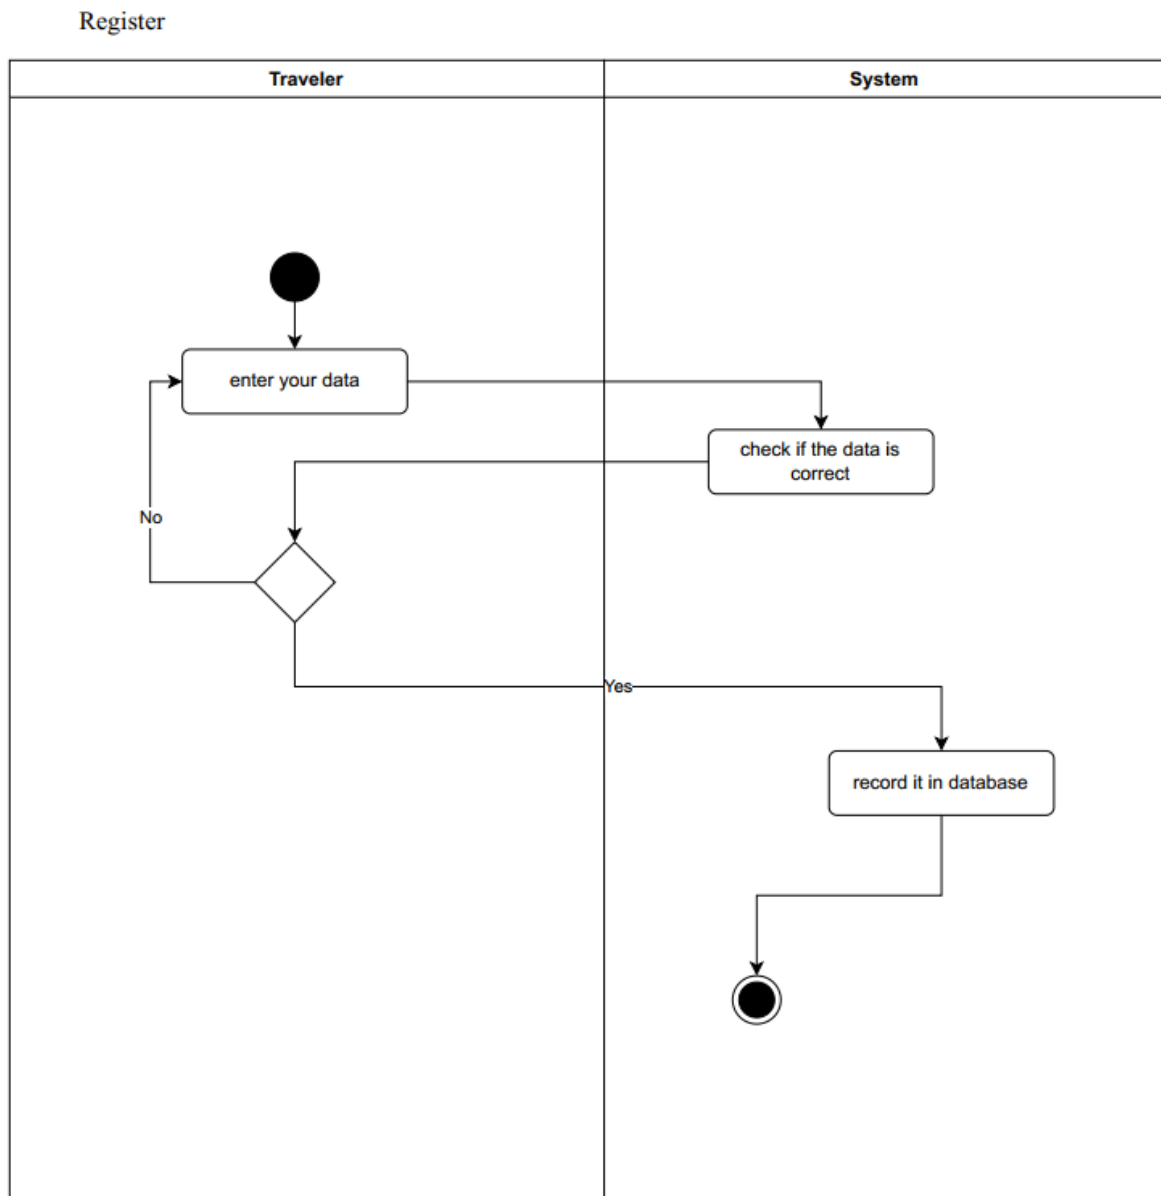 Register
Traveler
System
enter your data
check if the data is
correct
No
Yes
record it in database